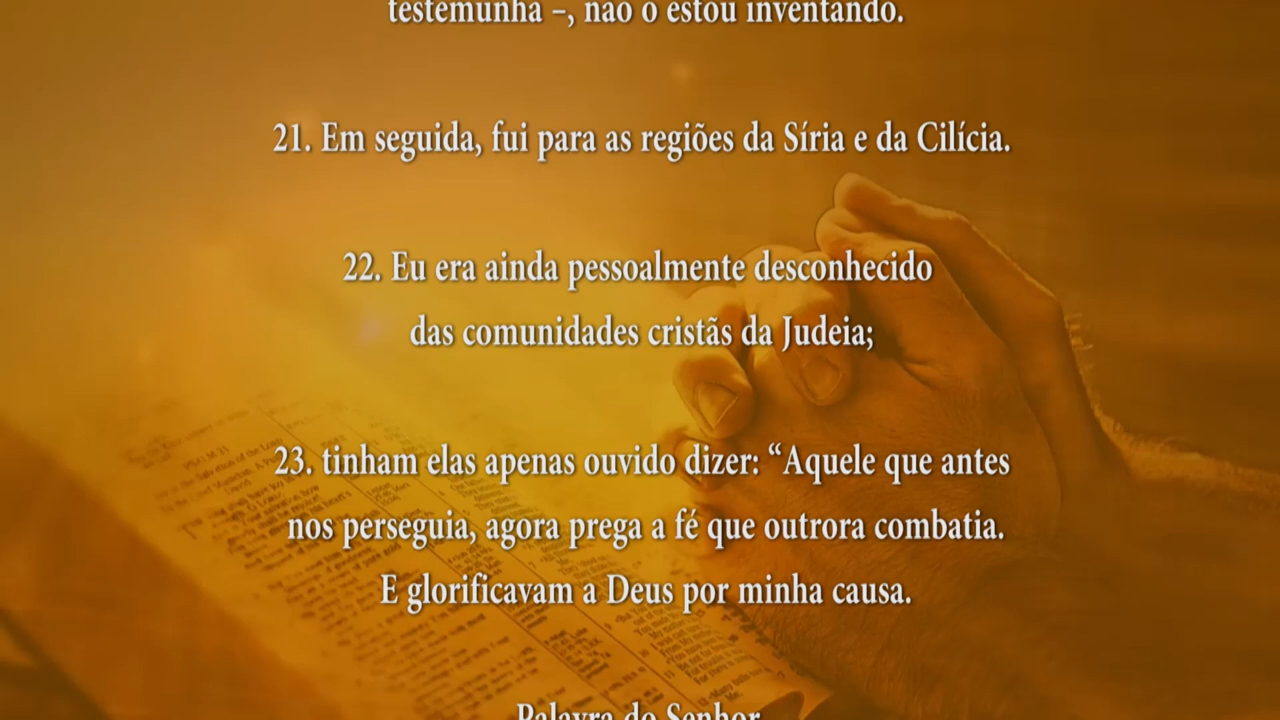 testemunha –, não o estou inventando.
21. Em seguida, fui para as regiões da Síria e da Cilícia.
22. Eu era ainda pessoalmente desconhecido
das comunidades cristãs da Judeia;
23. tinham elas apenas ouvido dizer: “Aquele que antes
nos perseguia, agora prega a fé que outrora combatia.
E glorificavam a Deus por minha causa.
Palavra do Senhor